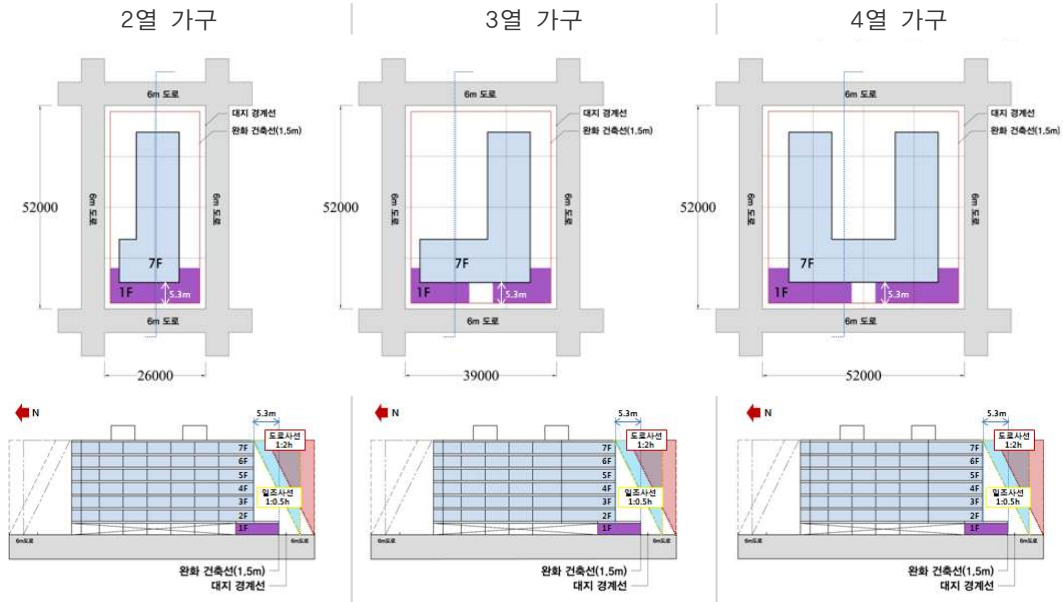 2열 가구
3열 가구
4열 가구
6m 도로
대지 경계선
완화 건축선(1.5m)
6m 도로
6m 도로
52000
7F
1F
5.3m
6m 도로
26000
6m 도로
대지 경계선
완화 건축선(1.5m)
6m 도로
6m 도로
52000
7F
1F
5.3m
6m 도로
39000
6m 도로
대지 경계선
완화 건축선(1.5m)
6m 도로
6m 도로
52000
7F
1F
5.3m
6m 도로
52000
N
5.3m
도로사선
1:2h
7F
6F
5F
4F
일조사선
1:0.5h
3F
2F
1F
6m도로
6m도로
완화 건축선(1.5m)
대지 경계선
N
5.3m
도로사선
1:2h
7F
6F
5F
4F
일조사선
1:0.5h
3F
2F
1F
6m도로
6m도로
완화 건축선(1.5m)
대지 경계선
N
5.3m
도로사선
1:2h
7F
6F
5F
4F
일조사선
1:0.5h
3F
2F
1F
6m도로
6m도로
완화 건축선(1.5m)
대지 경계선